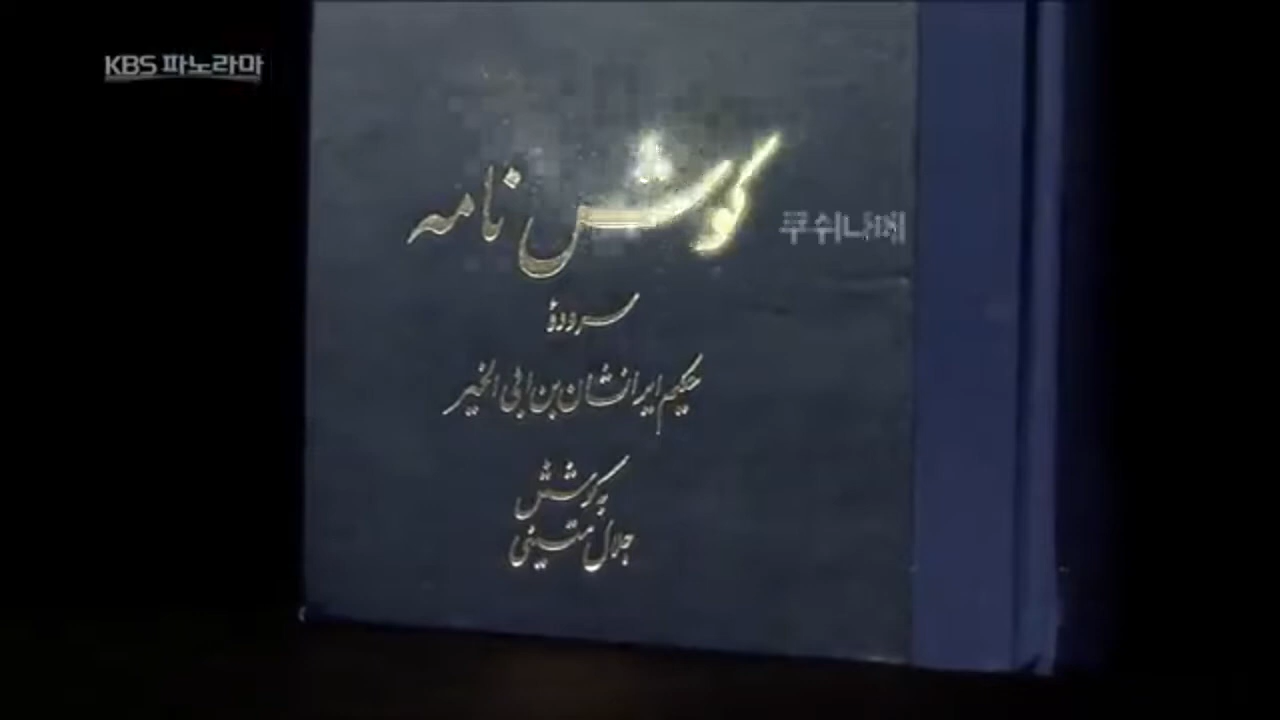 KBS 파노라마
کوش نامه
쿠쉬나메
سرودهٔ
حکیم ایرانشان بن ابی الخیر
به کوشش
جلال متینی